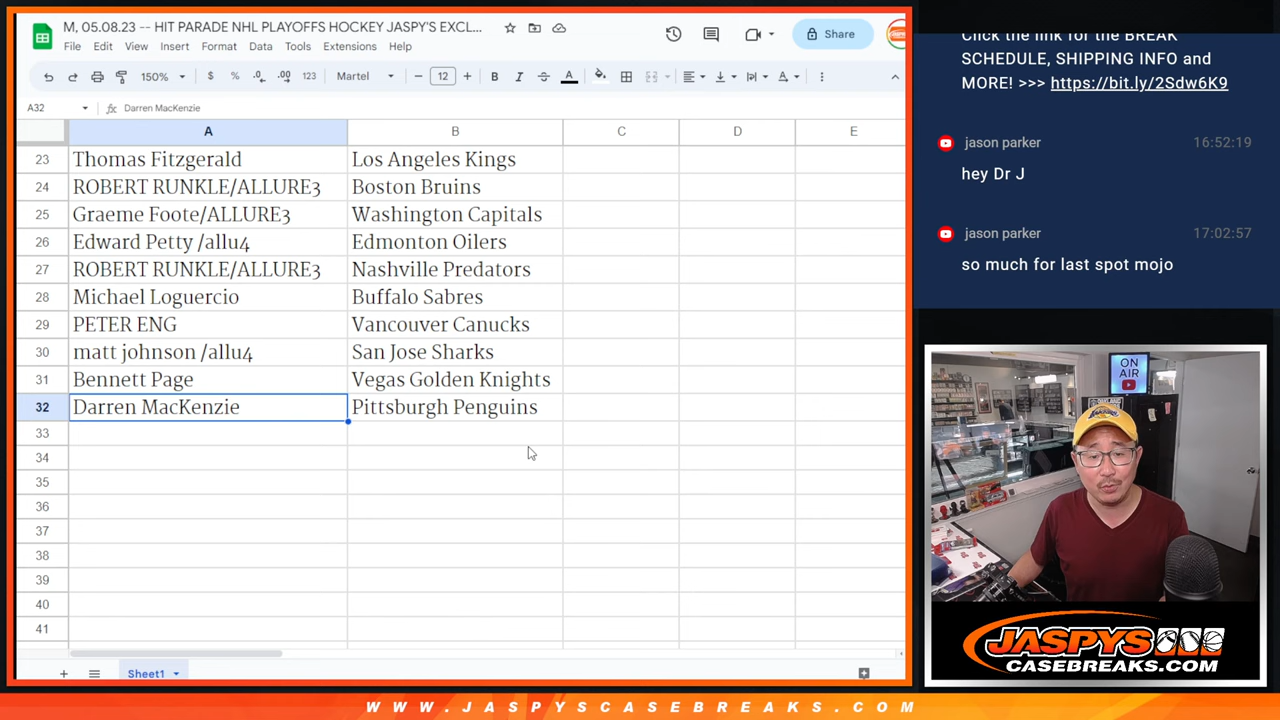 M, 05.08.23 -- HIT PARADE NHL PLAYOFFS HOCKEY JASPY'S EXCL...
File Edit View Insert Format Data Tools Extensions Help
Share
150% $ % .0 .00 123 Martel 12 B I A
A32 fx Darren MacKenzie
A B C D E
23 Thomas Fitzgerald Los Angeles Kings
24 ROBERT RUNKLE/ALLURE3 Boston Bruins
25 Graeme Foote/ALLURE3 Washington Capitals
26 Edward Petty /allu4 Edmonton Oilers
27 ROBERT RUNKLE/ALLURE3 Nashville Predators
28 Michael Loguercio Buffalo Sabres
29 PETER ENG Vancouver Canucks
30 matt johnson /allu4 San Jose Sharks
31 Bennett Page Vegas Golden Knights
32 Darren MacKenzie Pittsburgh Penguins
33
34
35
36
37
38
39
40
41
Sheet1
Click the link for the BREAK
SCHEDULE, SHIPPING INFO and
MORE! >>> https://bit.ly/2Sdw6K9
jason parker 16:52:19
hey Dr J
jason parker 17:02:57
so much for last spot mojo
ON
AIR
JASPYS
CASEBREAKS.COM
WWW.JASPYSCASEBREAKS.COM